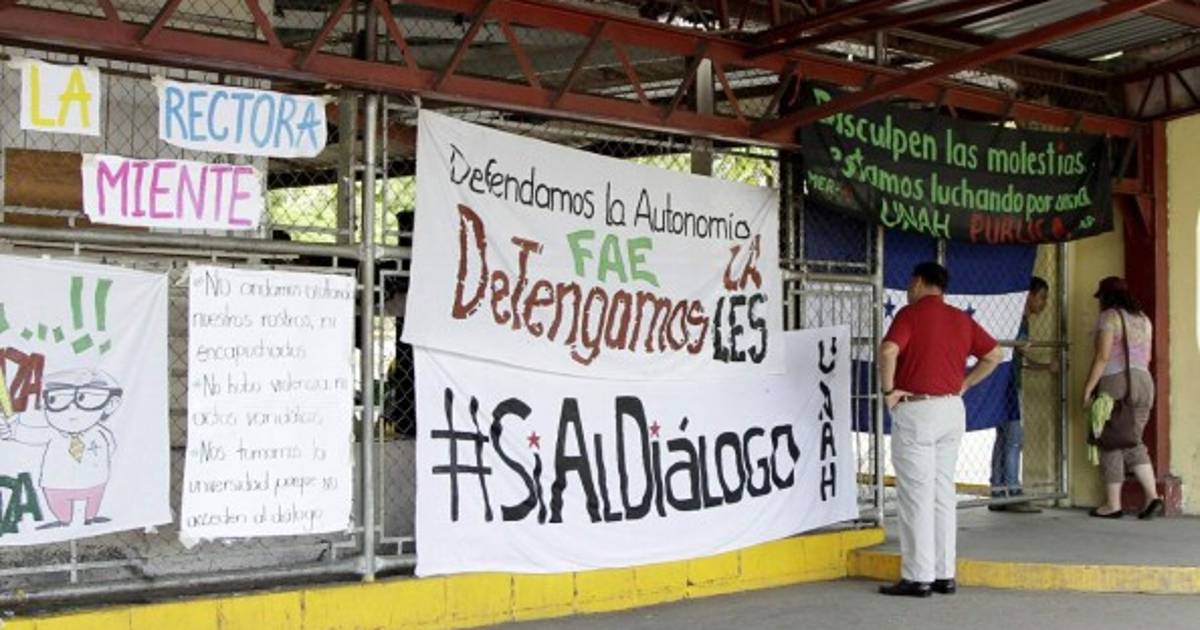 LA
RECTORA
MIENTE
!!
*No andamos ocultando
nuestros rostros, ni
encapuchados
*No hubo violencia, ni
actos vandálicos
*Nos tomamos la
universidad porque no
acceden al diálogo
Defendamos la Autonomía
FAE
Detengamos LA
LES
#SiAlDiálogo
UNAH
Disculpen las molestias
Estamos luchando por una
UNAH PUBLICA